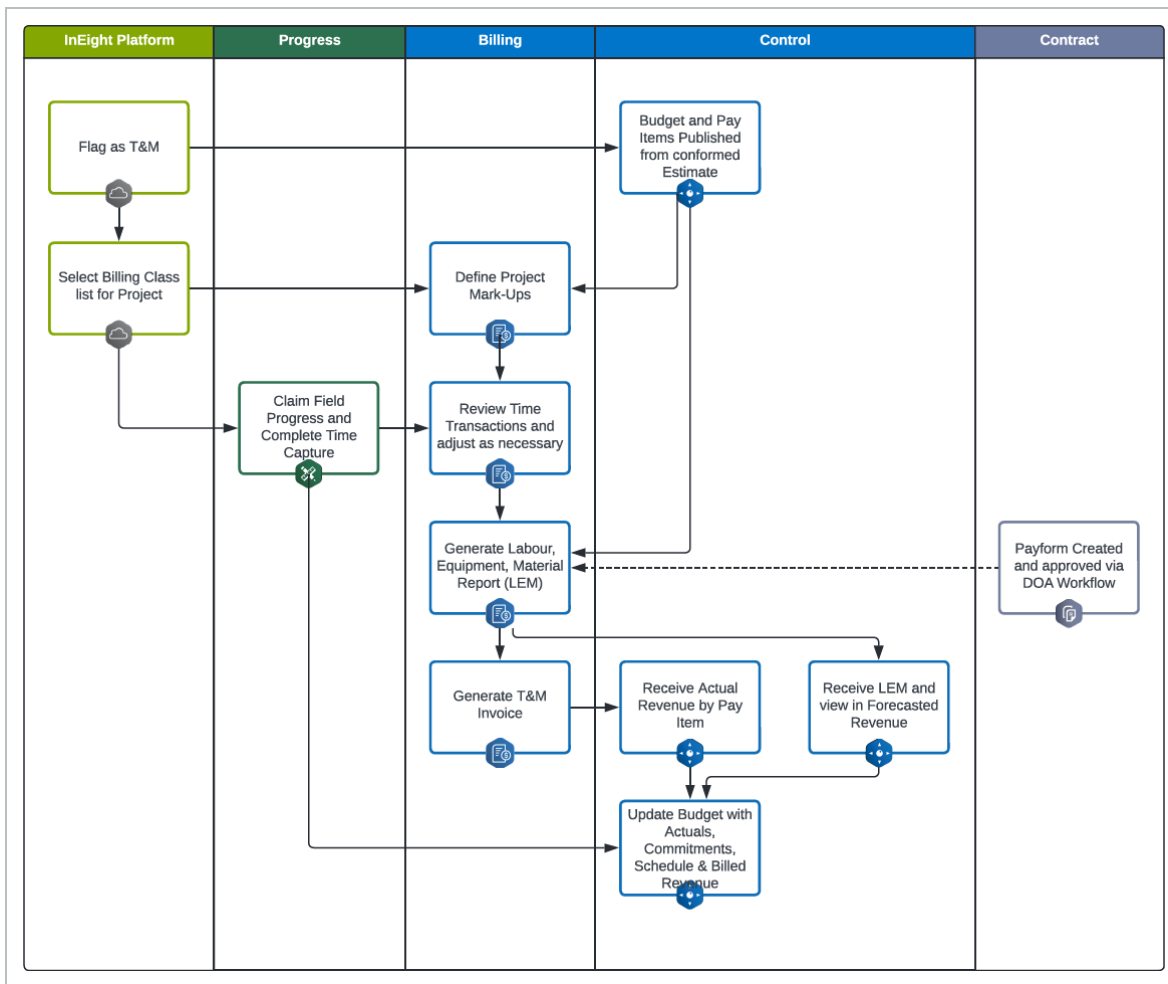 InEight Platform
Progress
Billing
Control
Contract
Flag as T&M
Budget and Pay
Items Published
from conformed
Estimate
Select Billing Class
list for Project
Define Project
Mark-Ups
Claim Field
Progress and
Complete Time
Capture
Review Time
Transactions and
adjust as necessary
Generate Labour,
Equipment, Material
Report (LEM)
Payform Created
and approved via
DOA Workflow
Generate T&M
Invoice
Receive Actual
Revenue by Pay
Item
Receive LEM and
view in Forecasted
Revenue
Update Budget with
Actuals,
Commitments,
Schedule & Billed
Revenue